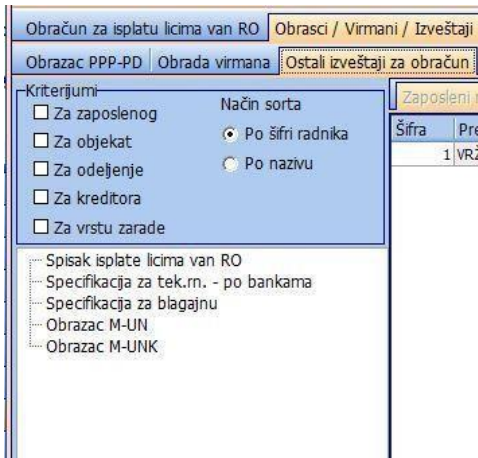 Obračun za isplatu licima van RO Obrasci / Virmani / Izveštaji
Obrazac PPP-PD Obrada virmana Ostali izveštaji za obračun
Kriterijumi
Za zaposlenog
Za objekat
Za odeljenje
Za kreditora
Za vrstu zarade
Način sorta
Po šifri radnika
Po nazivu
Zaposleni
Šifra Pre
1 VRŽ
Spisak isplate licima van RO
Specifikacija za tek.rn. - po bankama
Specifikacija za blagajnu
Obrazac M-UN
Obrazac M-UNK